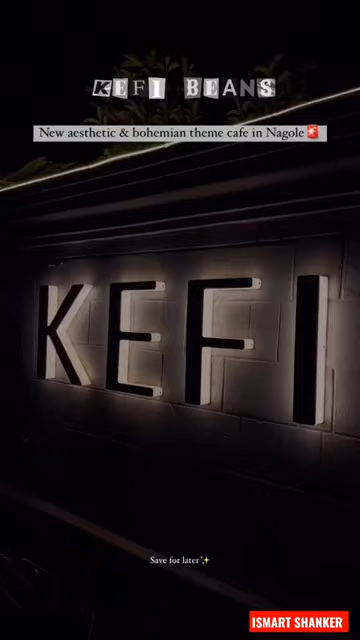 KEFI BEANS
New aesthetic & bohemian theme cafe in Nagole🚨
KEFI
Save for later✨
ISMART SHANKER